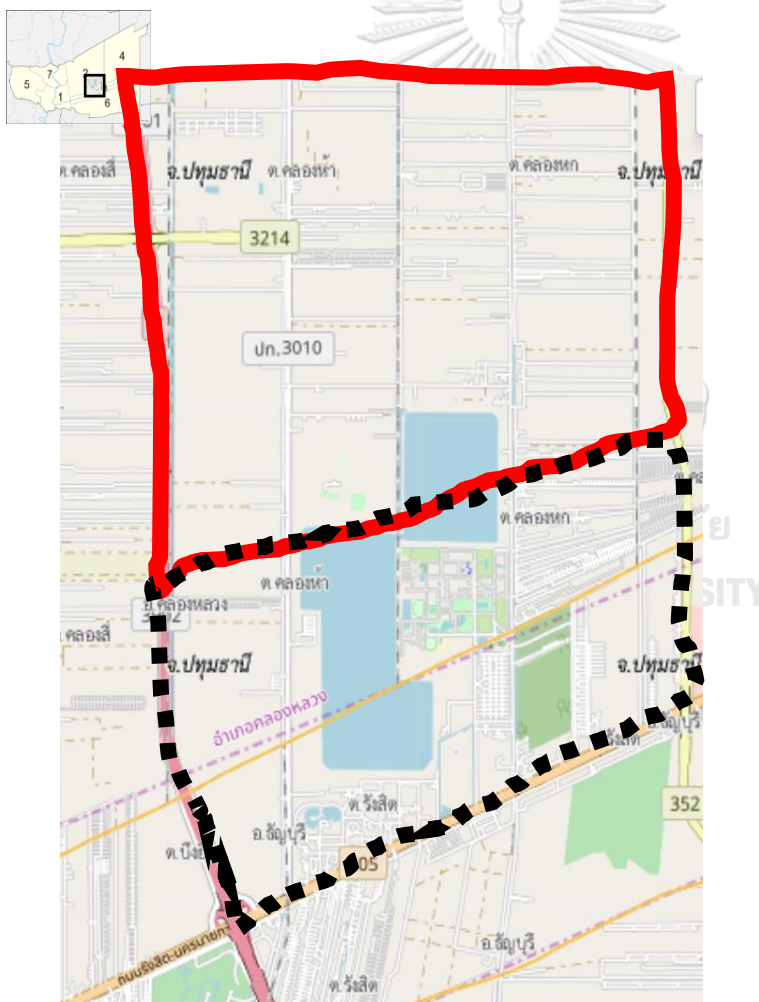 4
7
2
5
1
6
ต.คลองสี่
จ.ปทุมธานี
ต.คลองห้า
ต.คลองหก
จ.ปทุมธานี
3214
ปท.3010
ต.คลองหก
ย
SITY
ต.คลองห้า
อ.คลองหลวง
คลองสี่
จ.ปทุมธานี
จ.ปทุมธานี
อำเภอคลองหลวง
อ.ธัญบุรี
ต.รังสิต
352
อ.ธัญบุรี
05
อ.ธัญบุรี
ถนนรังสิต-นครนายก
ต.รังสิต